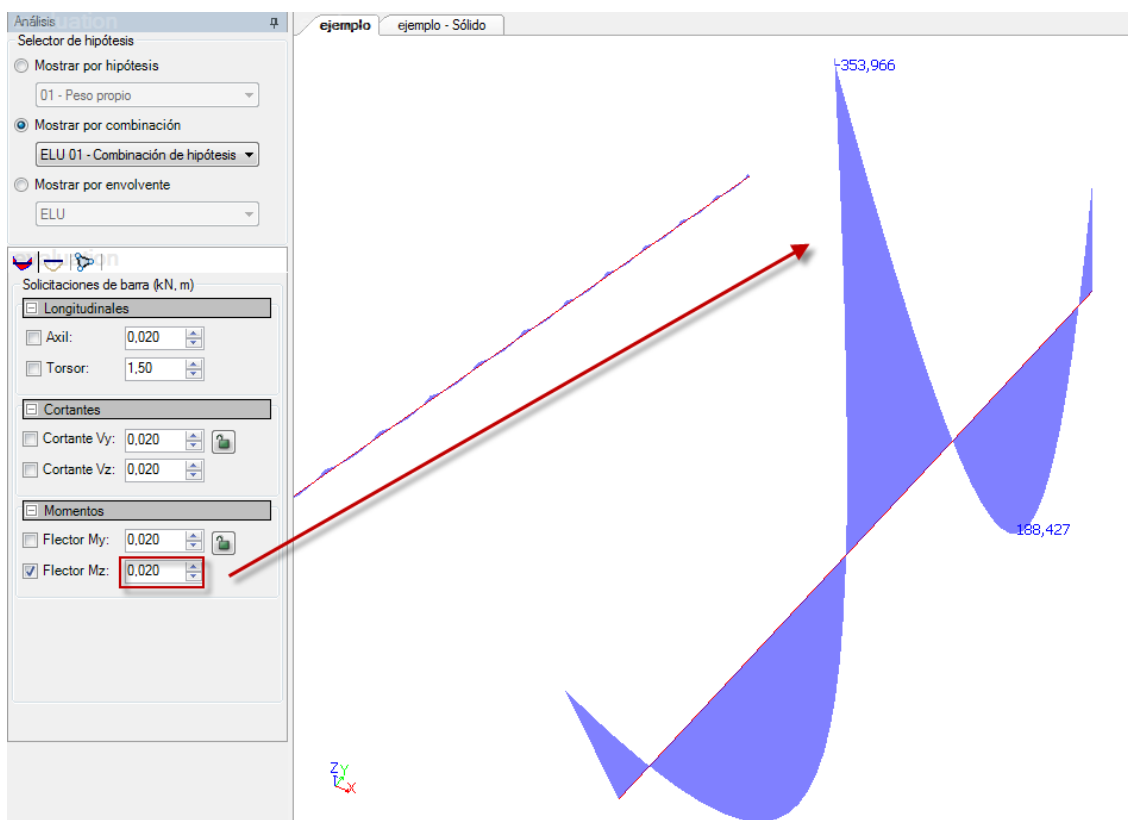 Análisis
Selector de hipótesis
Mostrar por hipótesis
01 - Peso propio
Mostrar por combinación
ELU 01 - Combinación de hipótesis
Mostrar por envolvente
ELU
Solicitaciones de barra (kN, m)
Longitudinales
Axil: 0,020
Torsor: 1,50
Cortantes
Cortante Vy: 0,020
Cortante Vz: 0,020
Momentos
Flector My: 0,020
Flector Mz: 0,020
ejemplo ejemplo - Sólido
-353,966
188,427
Z Y X